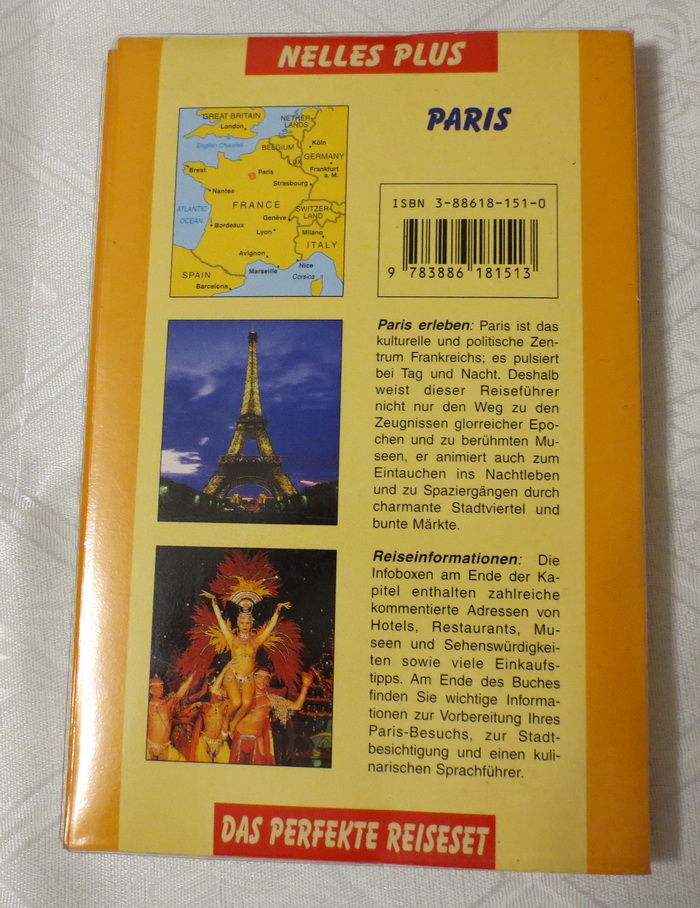 NELLES PLUS
PARIS
GREAT BRITAIN
London
NETHER-
LANDS
English Channel
BELGIUM
Köln
LUX.
GERMANY
Frankfurt
a. M.
Brest
Paris
Strasbourg
Nantes
FRANCE
ATLANTIC
OCEAN
SWITZER-
LAND
Genève
Bordeaux
Lyon
Milano
ITALY
Avignon
Nice
SPAIN
Marseille
Corsica
Barcelona
ISBN 3-88618-151-0
9 783886 181513
Paris erleben: Paris ist das
kulturelle und politische Zen-
trum Frankreichs; es pulsiert
bei Tag und Nacht. Deshalb
weist dieser Reiseführer
nicht nur den Weg zu den
Zeugnissen glorreicher Epo-
chen und zu berühmten Mu-
seen, er animiert auch zum
Eintauchen ins Nachtleben
und zu Spaziergängen durch
charmante Stadtviertel und
bunte Märkte.
Reiseinformationen: Die
Infoboxen am Ende der Ka-
pitel enthalten zahlreiche
kommentierte Adressen von
Hotels, Restaurants, Mu-
seen und Sehenswürdigkei-
ten sowie viele Einkaufs-
tipps. Am Ende des Buches
finden Sie wichtige Informa-
tionen zur Vorbereitung Ihres
Paris-Besuchs, zur Stadt-
besichtigung und einen kuli-
narischen Sprachführer.
DAS PERFEKTE REISESET